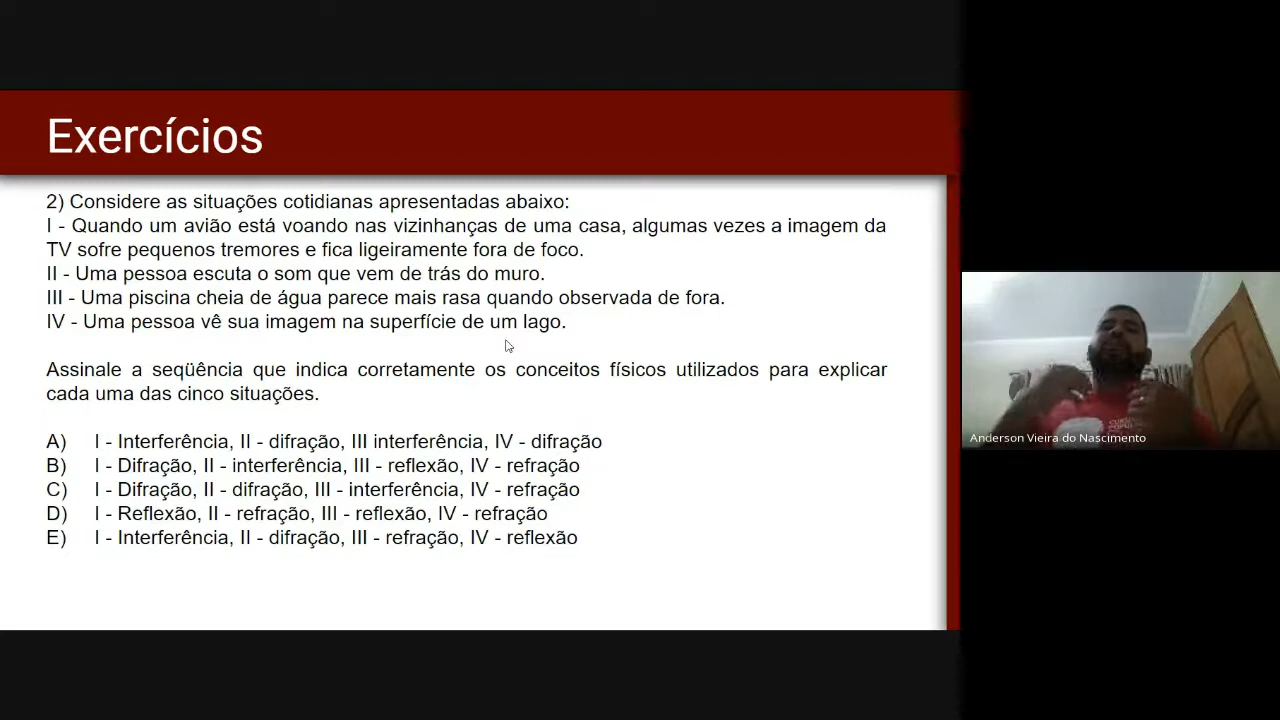 Exercícios
2) Considere as situações cotidianas apresentadas abaixo:
I - Quando um avião está voando nas vizinhanças de uma casa, algumas vezes a imagem da
TV sofre pequenos tremores e fica ligeiramente fora de foco.
II - Uma pessoa escuta o som que vem de trás do muro.
III - Uma piscina cheia de água parece mais rasa quando observada de fora.
IV - Uma pessoa vê sua imagem na superfície de um lago.
Assinale a seqüência que indica corretamente os conceitos físicos utilizados para explicar
cada uma das cinco situações.
A) I - Interferência, II - difração, III interferência, IV - difração
B) I - Difração, II - interferência, III - reflexão, IV - refração
C) I - Difração, II - difração, III - interferência, IV - refração
D) I - Reflexão, II - refração, III - reflexão, IV - refração
E) I - Interferência, II - difração, III - refração, IV - reflexão
Anderson Vieira do Nascimento